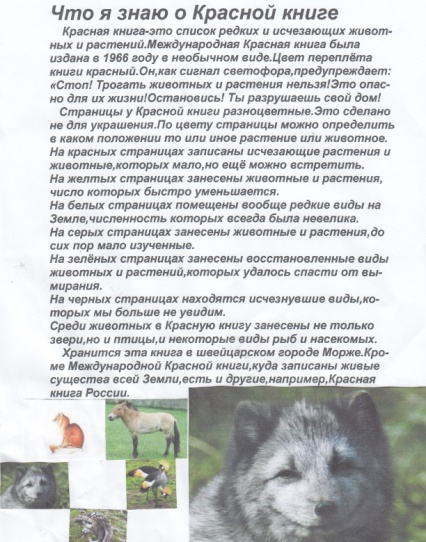 Что я знаю о Красной книге
Красная книга-это список редких и исчезающих живот-
ных и растений.Международная Красная книга была
издана в 1966 году в необычном виде.Цвет переплёта
книги красный.Он,как сигнал светофора,предупреждает:
«Стоп! Трогать животных и растения нельзя!Это опас-
но для их жизни!Остановись! Ты разрушаешь свой дом!
Страницы у Красной книги разноцветные.Это сделано
не для украшения.По цвету страницы можно определить
в каком положении то или иное растение или животное.
На красных страницах записаны исчезающие растения и
животные,которых мало,но ещё можно встретить.
На желтых страницах занесены животные и растения,
число которых быстро уменьшается.
На белых страницах помещены вообще редкие виды на
Земле,численность которых всегда была невелика.
На серых страницах занесены животные и растения,до
сих пор мало изученные.
На зелёных страницах занесены восстановленные виды
животных и растений,которых удалось спасти от вы-
мирания.
На черных страницах находятся исчезнувшие виды,ко-
торых мы больше не увидим.
Среди животных в Красную книгу занесены не только
звери,но и птицы,и некоторые виды рыб и насекомых.
Хранится эта книга в швейцарском городе Морже.Кро-
ме Международной Красной книги,куда записаны живые
существа всей Земли,есть и другие,например,Красная
книга России.